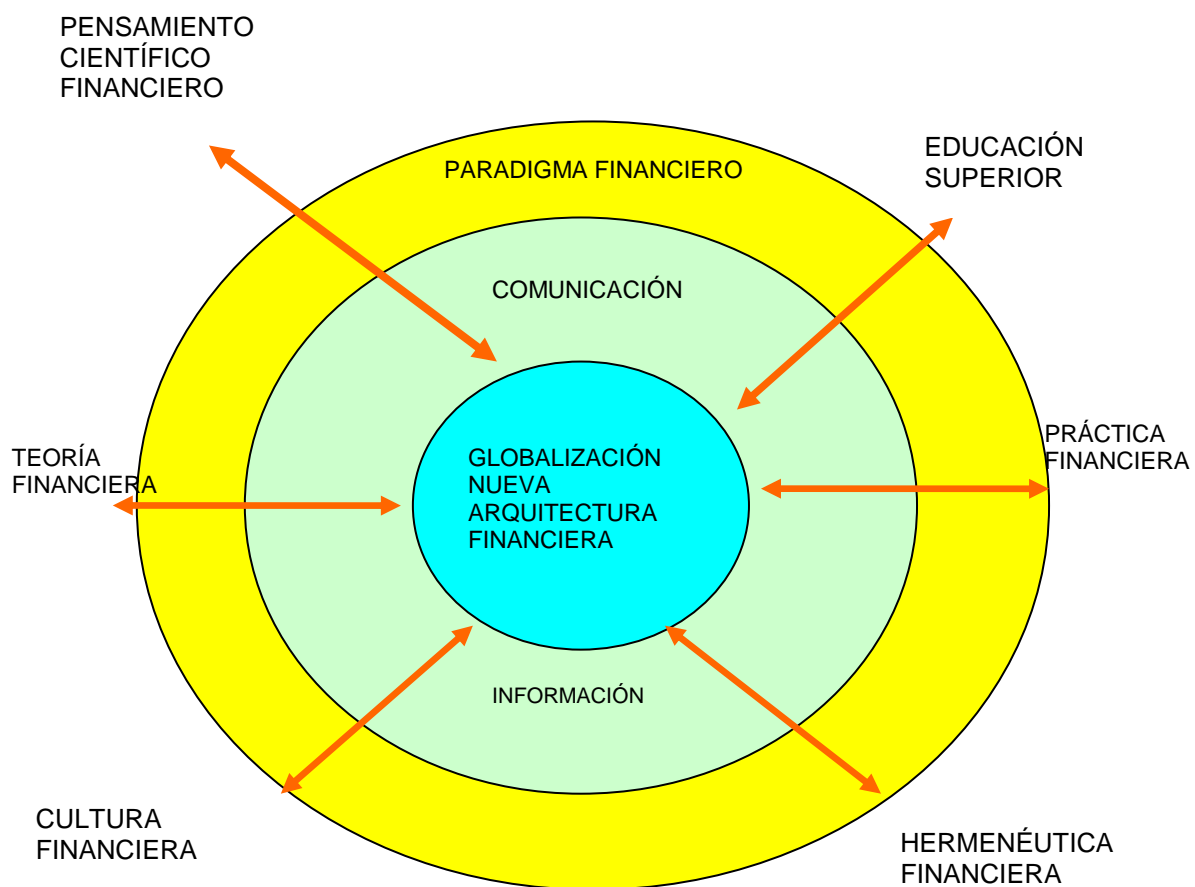 PENSAMIENTO
CIENTÍFICO
FINANCIERO
EDUCACIÓN
SUPERIOR
PARADIGMA FINANCIERO
COMUNICACIÓN
TEORÍA
FINANCIERA
GLOBALIZACIÓN
NUEVA
ARQUITECTURA
FINANCIERA
PRÁCTICA
FINANCIERA
INFORMACIÓN
CULTURA
FINANCIERA
HERMENÉUTICA
FINANCIERA